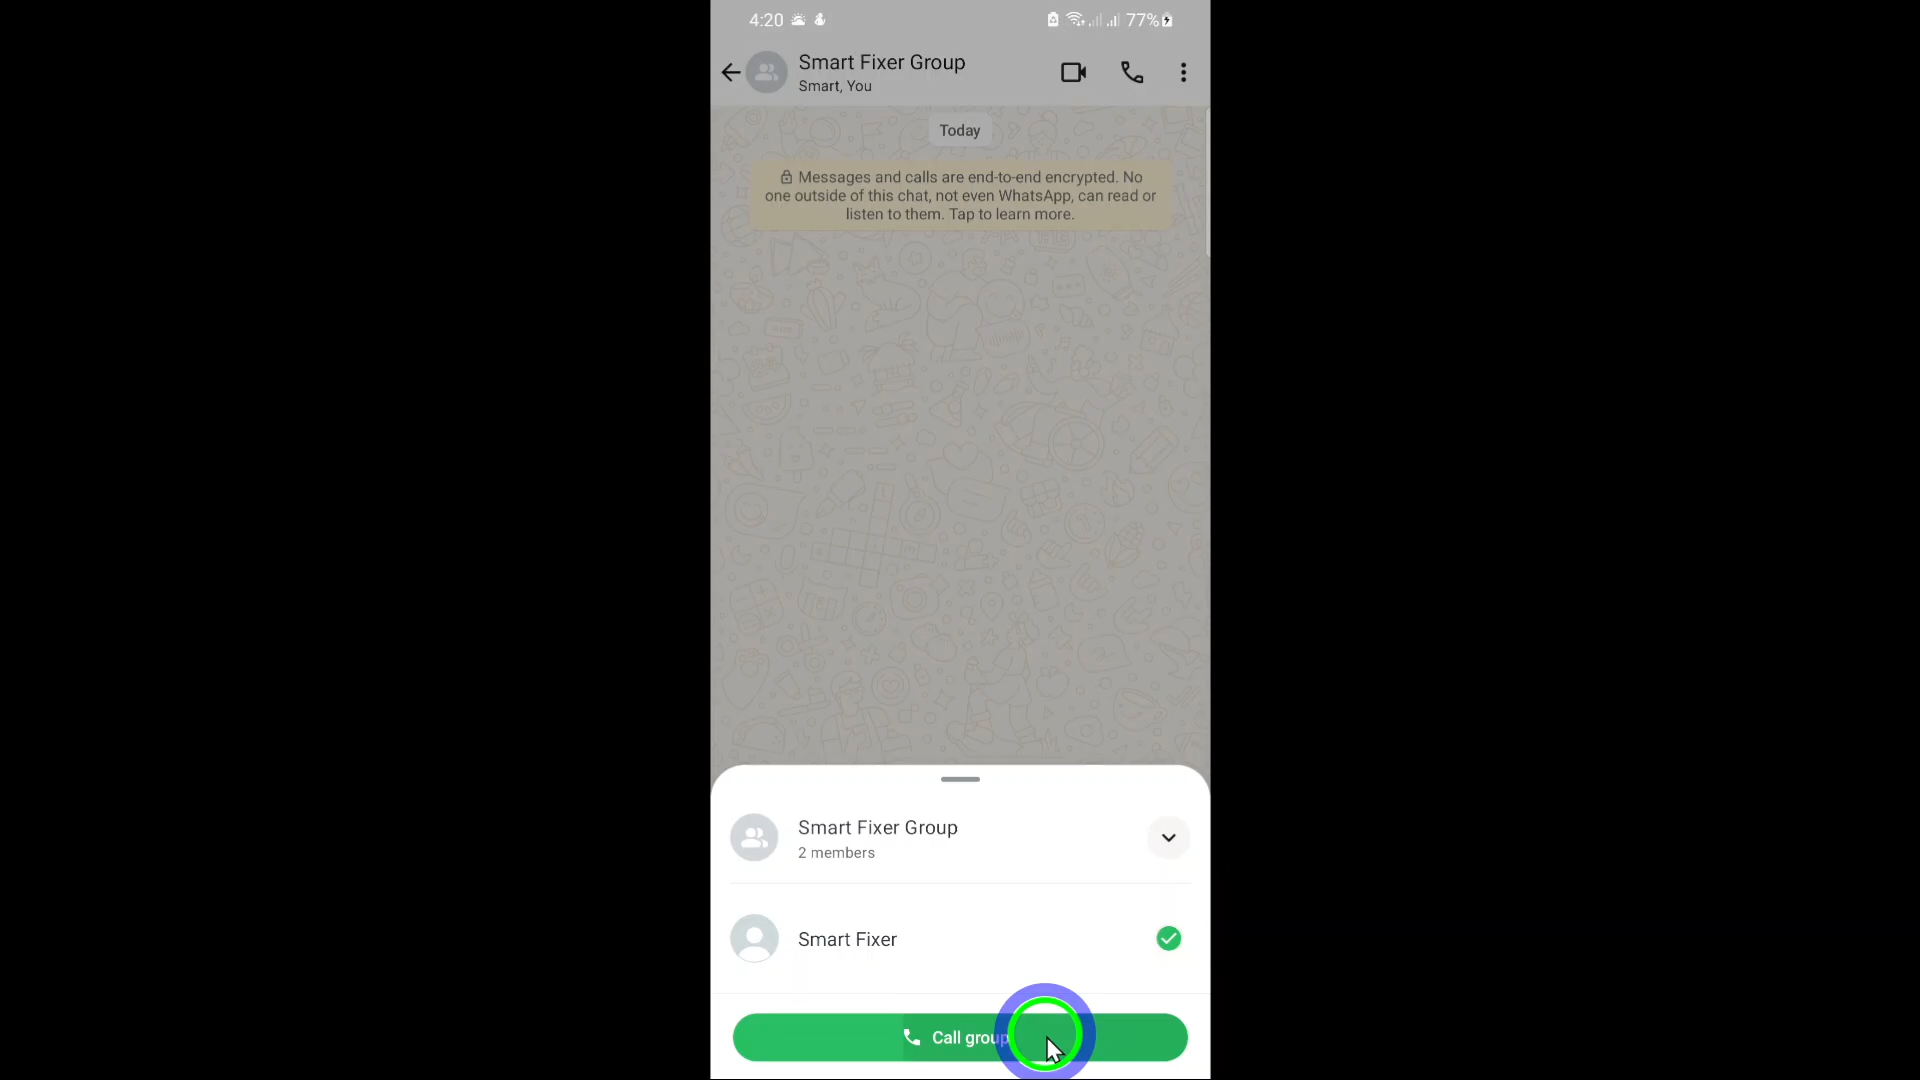 4:20
77%
Smart Fixer Group
Smart, You
Today
Messages and calls are end-to-end encrypted. No
one outside of this chat, not even WhatsApp, can read or
listen to them. Tap to learn more.
Smart Fixer Group
2 members
Smart Fixer
Call group